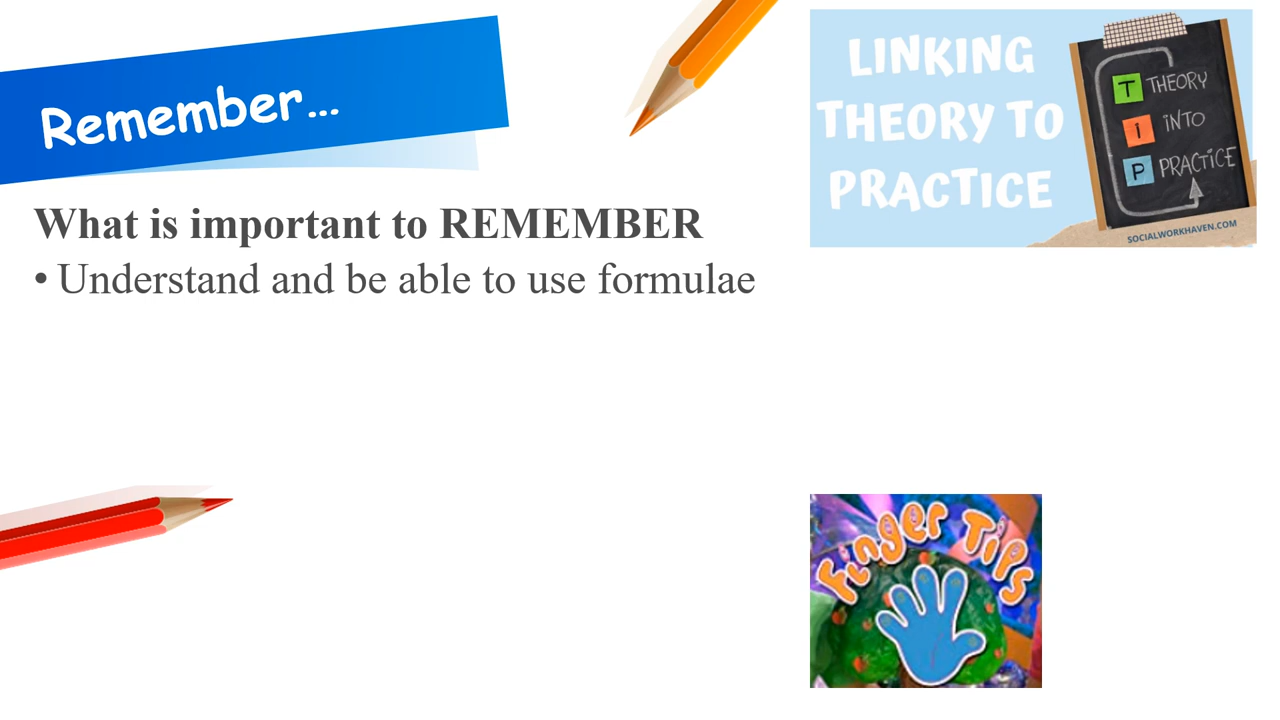 Remember...
LINKING
THEORY TO
PRACTICE
T THEORY
I INTO
P PRACTICE
SOCIALWORKHAVEN.COM
What is important to REMEMBER
• Understand and be able to use formulae
Finger Tips